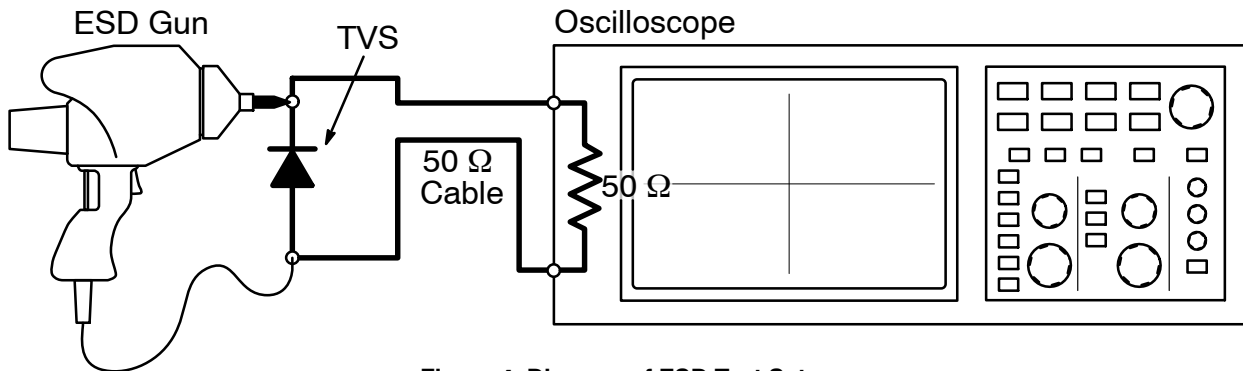 ESD Gun
TVS
Oscilloscope
50 Ω
Cable
50 Ω